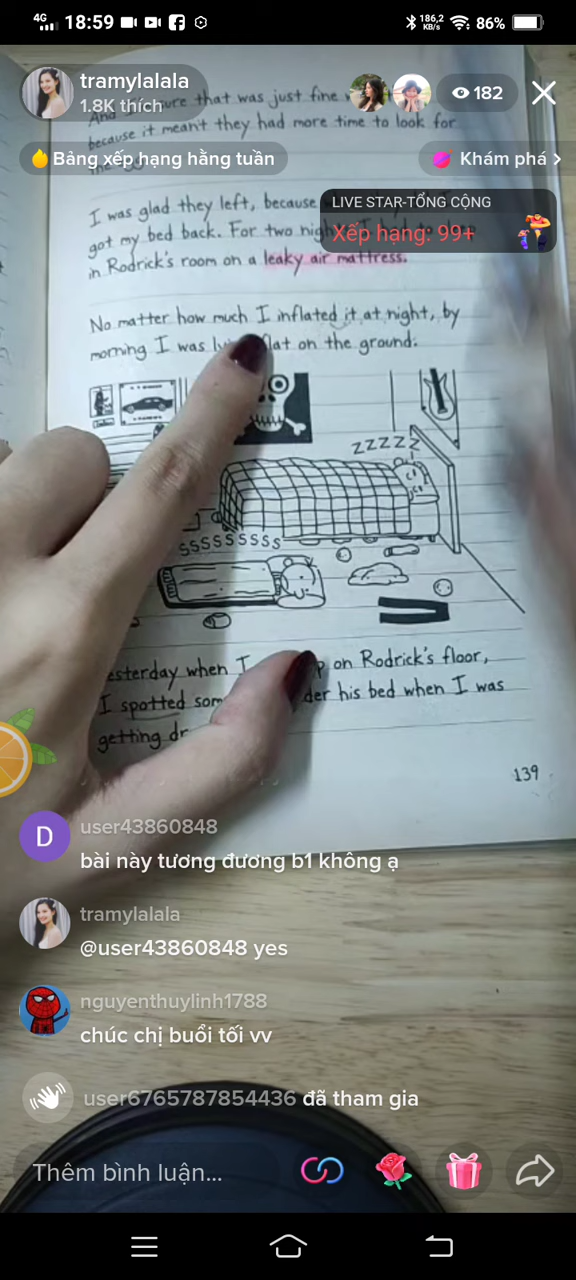 4G 18:59 186,2 KB/s 86%
tramylalala
1.8K thích
182
Bảng xếp hạng hằng tuần
Khám phá
LIVE STAR-TỔNG CỘNG
Xếp hạng: 99+
that was just fine
because it meant they had more time to look for
I was glad they left, because
got my bed back. For two
in Rodrick's room on a leaky air mattress.
No matter how much I inflated it at night, by
morning I was flat on the ground.
ZZZZZ
SSSSSSSSS
when I on Rodrick's floor,
I spotted his bed when I was
getting
139
D
user43860848
bài này tương đương b1 không ạ
tramylalala
@user43860848 yes
nguyenthuylinh1788
chúc chị buổi tối vv
user6765787854436 đã tham gia
Thêm bình luận...